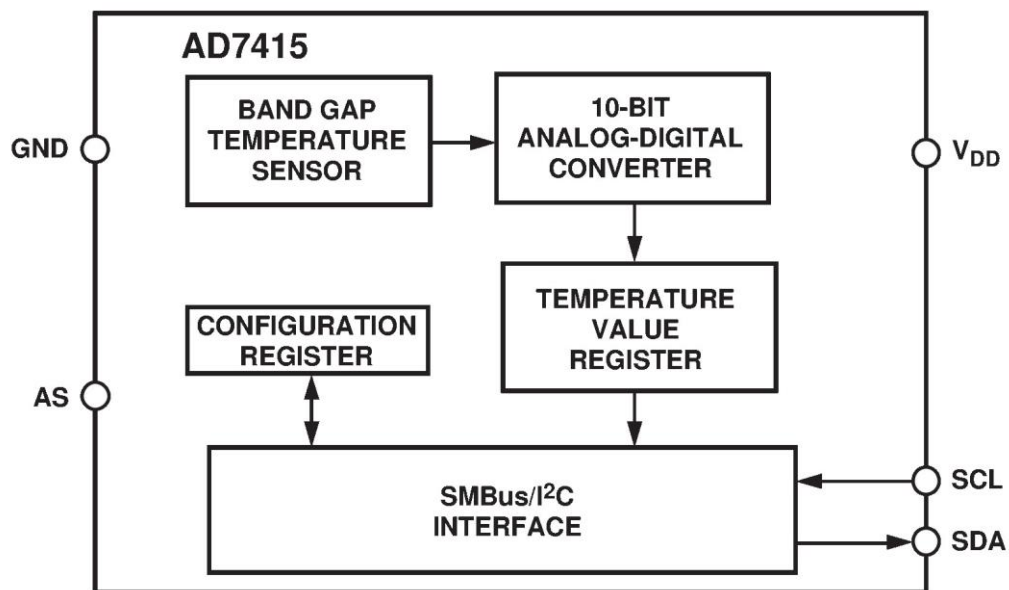 AD7415
BAND GAP
TEMPERATURE
SENSOR
10-BIT
ANALOG-DIGITAL
CONVERTER
GND
V_DD
TEMPERATURE
VALUE
REGISTER
CONFIGURATION
REGISTER
AS
SMBus/I²C
INTERFACE
SCL
SDA